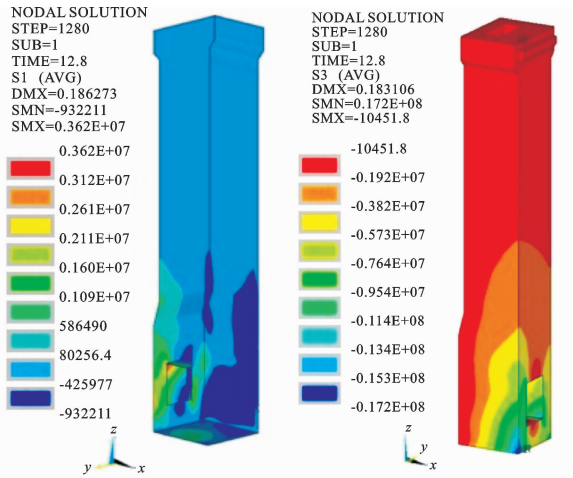 NODAL SOLUTION
STEP=1280
SUB=1
TIME=12.8
S1 (AVG)
DMX=0.186273
SMN=-932211
SMX=0.362E+07
0.362E+07
0.312E+07
0.261E+07
0.211E+07
0.160E+07
0.109E+07
586490
80256.4
-425977
-932211
z
y
x
NODAL SOLUTION
STEP=1280
SUB=1
TIME=12.8
S3 (AVG)
DMX=0.183106
SMN=0.172E+08
SMX=-10451.8
-10451.8
-0.192E+07
-0.382E+07
-0.573E+07
-0.764E+07
-0.954E+07
-0.114E+08
-0.134E+08
-0.153E+08
-0.172E+08
z
y
x